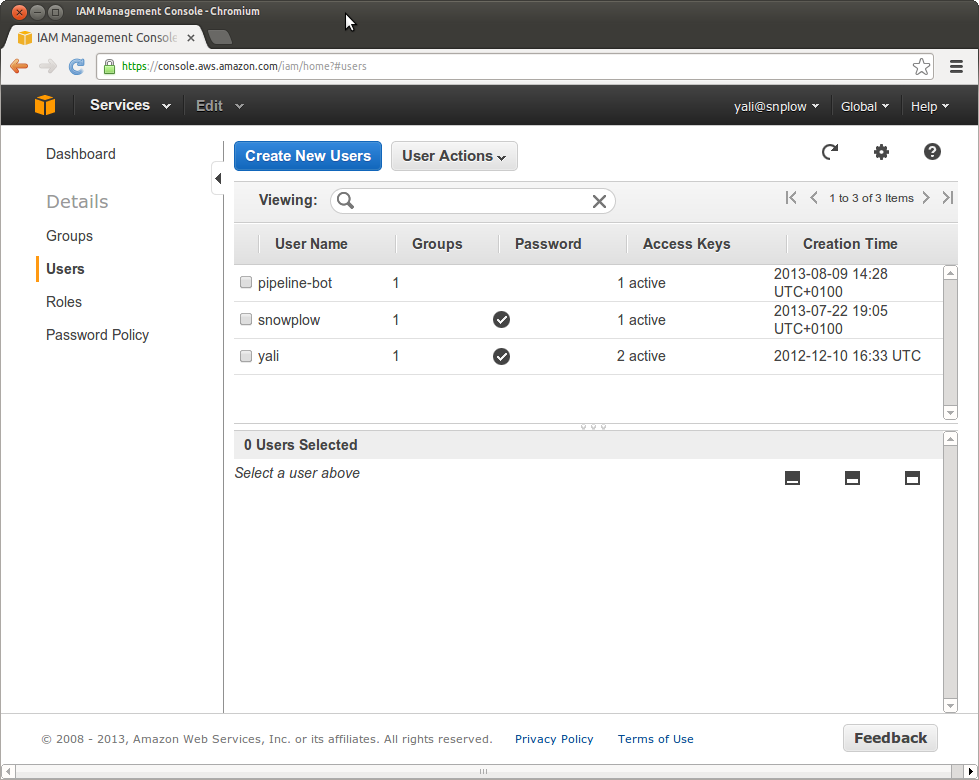 IAM Management Console - Chromium
IAM Management Console
https://console.aws.amazon.com/iam/home?#users
Services Edit yali@snplow Global Help
Dashboard
Details
Groups
Users
Roles
Password Policy
Create New Users User Actions
Viewing: 1 to 3 of 3 Items
User Name Groups Password Access Keys Creation Time
pipeline-bot 1 1 active 2013-08-09 14:28
UTC+0100
snowplow 1 1 active 2013-07-22 19:05
UTC+0100
yali 1 2 active 2012-12-10 16:33 UTC
0 Users Selected
Select a user above
© 2008 - 2013, Amazon Web Services, Inc. or its affiliates. All rights reserved. Privacy Policy Terms of Use Feedback